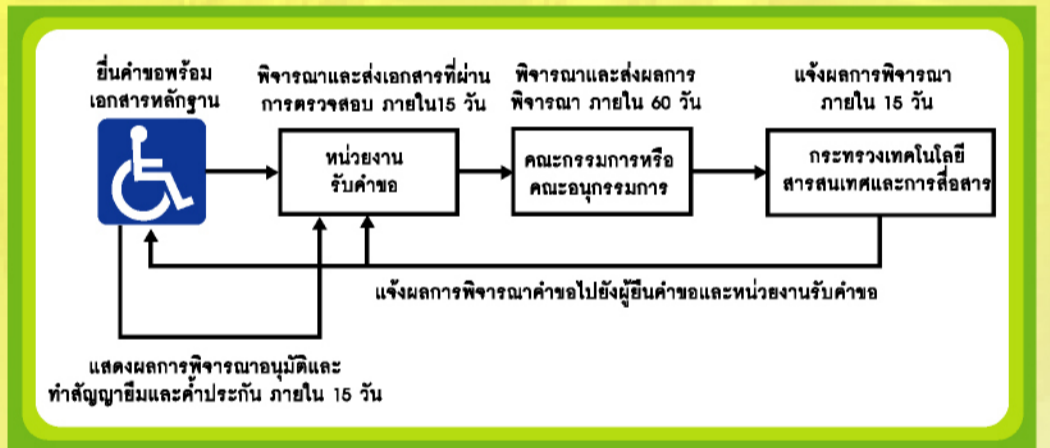 ยื่นคำขอพร้อม
เอกสารหลักฐาน
พิจารณาและส่งเอกสารที่ผ่าน
การตรวจสอบ ภายใน15 วัน
พิจารณาและส่งผลการ
พิจารณา ภายใน 60 วัน
แจ้งผลการพิจารณา
ภายใน 15 วัน
หน่วยงาน
รับคำขอ
คณะกรรมการหรือ
คณะอนุกรรมการ
กระทรวงเทคโนโลยี
สารสนเทศและการสื่อสาร
แจ้งผลการพิจารณาคำขอไปยังผู้ยื่นคำขอและหน่วยงานรับคำขอ
แสดงผลการพิจารณาอนุมัติและ
ทำสัญญายืมและค้ำประกัน ภายใน 15 วัน